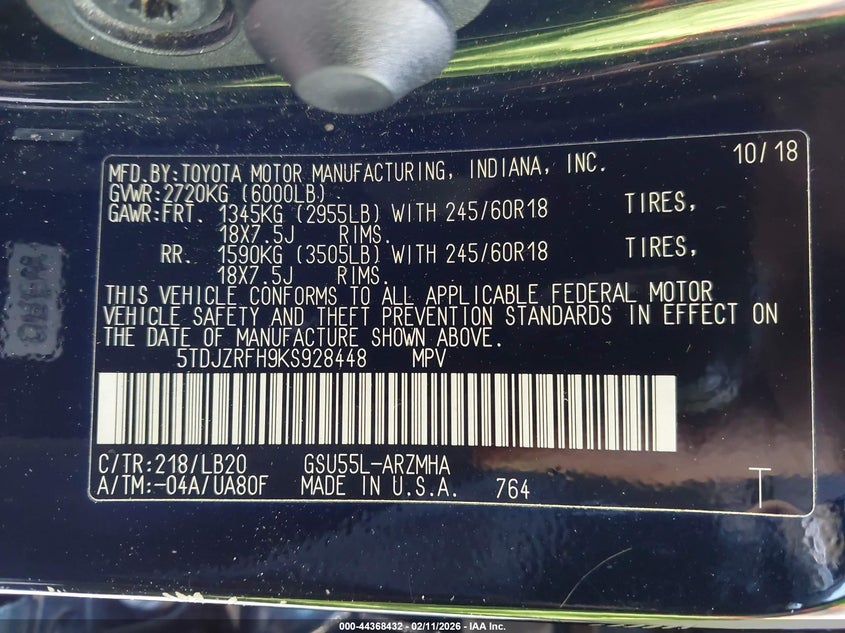 10/18
MFD.BY:TOYOTA MOTOR MANUFACTURING, INDIANA, INC.
GVWR:2720KG (6000LB)
GAWR:FRT. 1345KG (2955LB) WITH 245/60R18 TIRES,
18X7.5J RIMS.
RR. 1590KG (3505LB) WITH 245/60R18 TIRES,
18X7.5J RIMS.
THIS VEHICLE CONFORMS TO ALL APPLICABLE FEDERAL MOTOR
VEHICLE SAFETY AND THEFT PREVENTION STANDARDS IN EFFECT ON
THE DATE OF MANUFACTURE SHOWN ABOVE.
5TDJZRFH9KS928448 MPV
C/TR:218/LB20 GSU55L-ARZMHA
A/TM:-04A/UA80F MADE IN U.S.A. 764 T
000-44368432 - 02/11/2026 - IAA Inc.